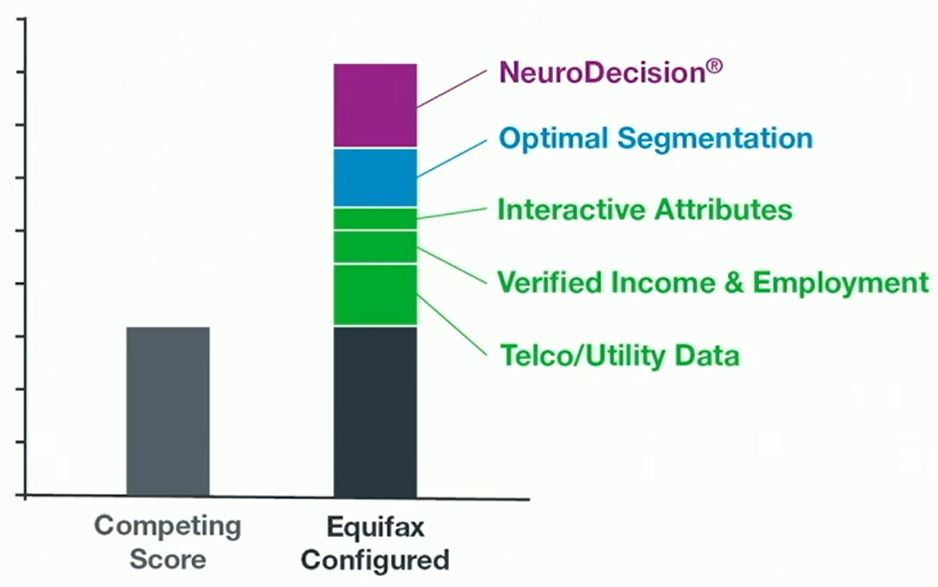 NeuroDecision®
Optimal Segmentation
Interactive Attributes
Verified Income & Employment
Telco/Utility Data
Competing
Score
Equifax
Configured